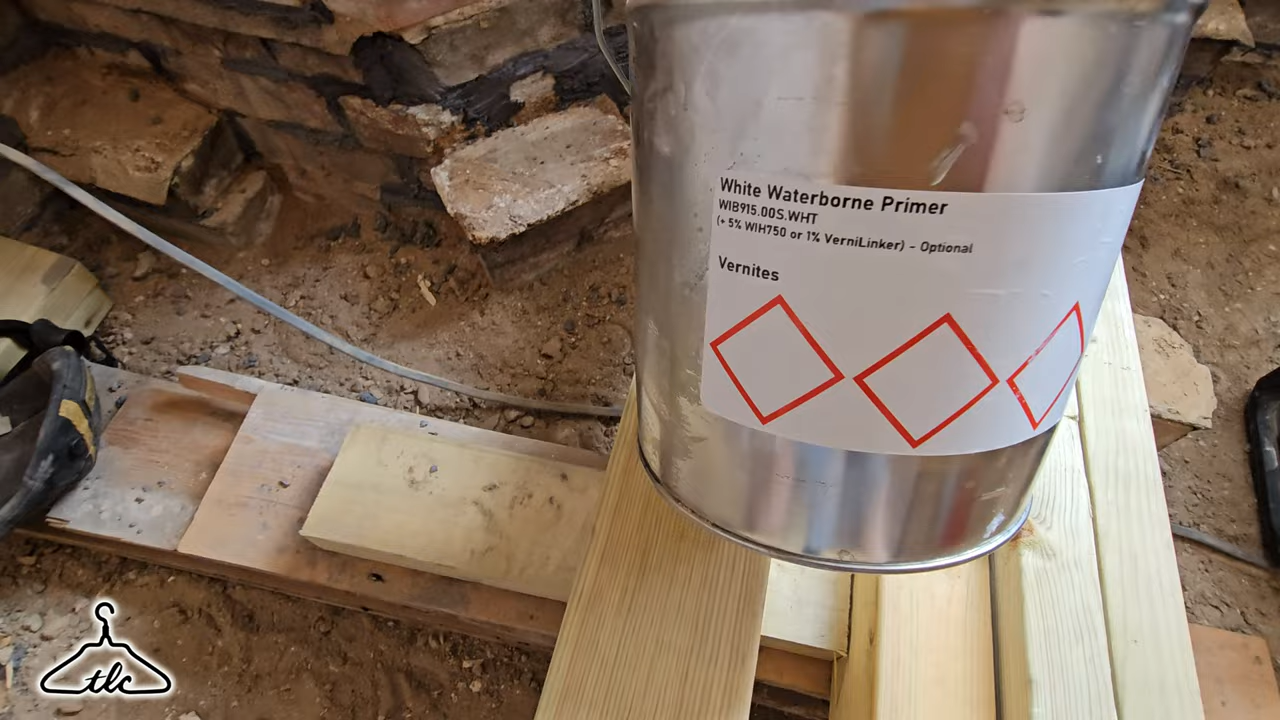 White Waterborne Primer
WIB915.00S.WHT
(+ 5% WIH750 or 1% VerniLinker) - Optional
Vernites
tlc